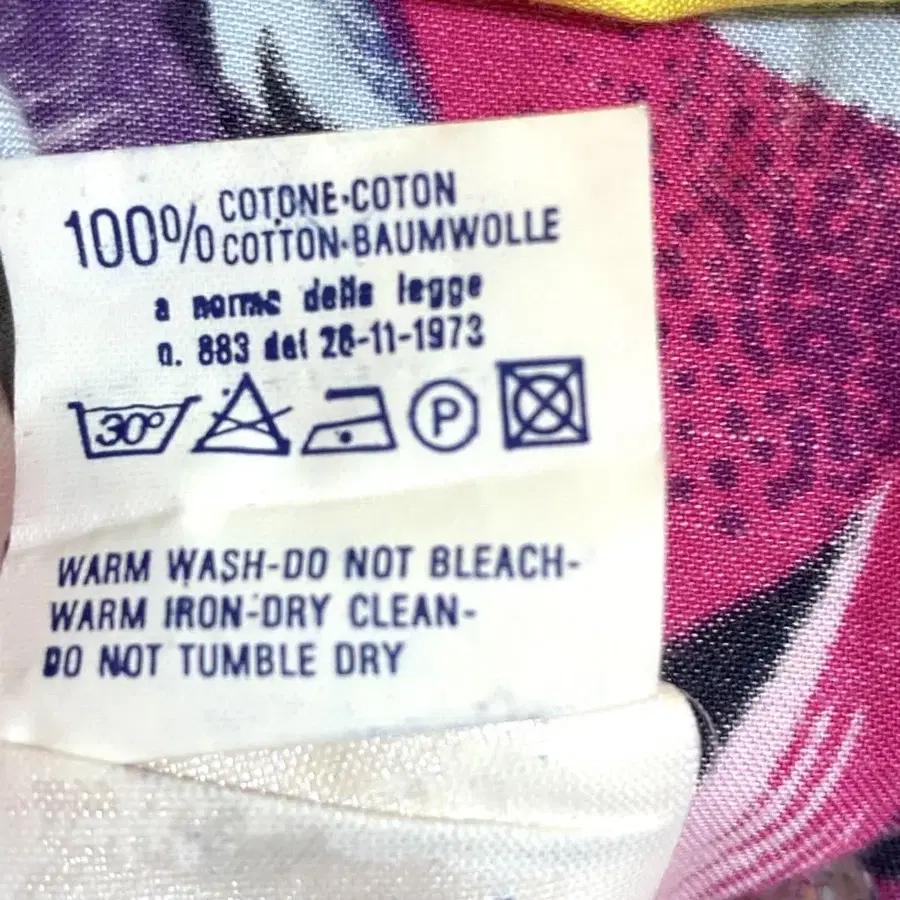 100% COTONE·COTON
COTTON·BAUMWOLLE
a norma della legge
n. 883 del 26-11-1973
30° P
WARM WASH-DO NOT BLEACH-
WARM IRON-DRY CLEAN-
DO NOT TUMBLE DRY